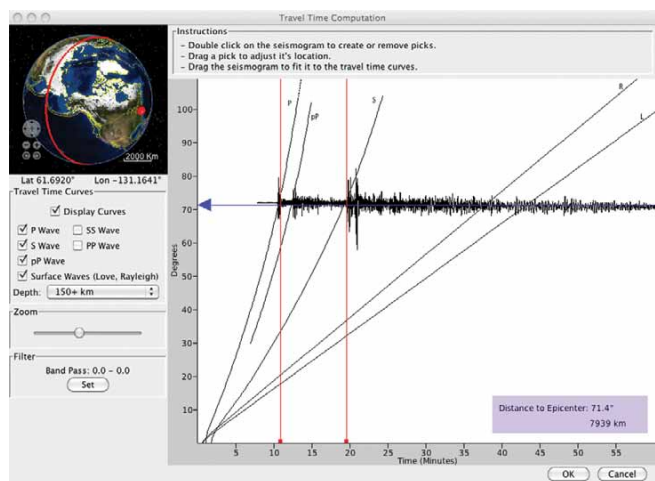 Travel Time Computation
2000 Km
Lat 61.6920° Lon -131.1641°
Travel Time Curves
Display Curves
P Wave
SS Wave
S Wave
PP Wave
pP Wave
Surface Waves (Love, Rayleigh)
Depth: 150+ km
Zoom
Filter
Band Pass: 0.0 - 0.0
Set
Instructions
- Double click on the seismogram to create or remove picks.
- Drag a pick to adjust it's location.
- Drag the seismogram to fit it to the travel time curves.
P
pP
S
R
L
100
90
80
70
60
50
40
30
20
10
Degrees
Distance to Epicenter: 71.4°
7939 km
5 10 15 20 25 30 35 40 45 50 55
Time (Minutes)
OK Cancel